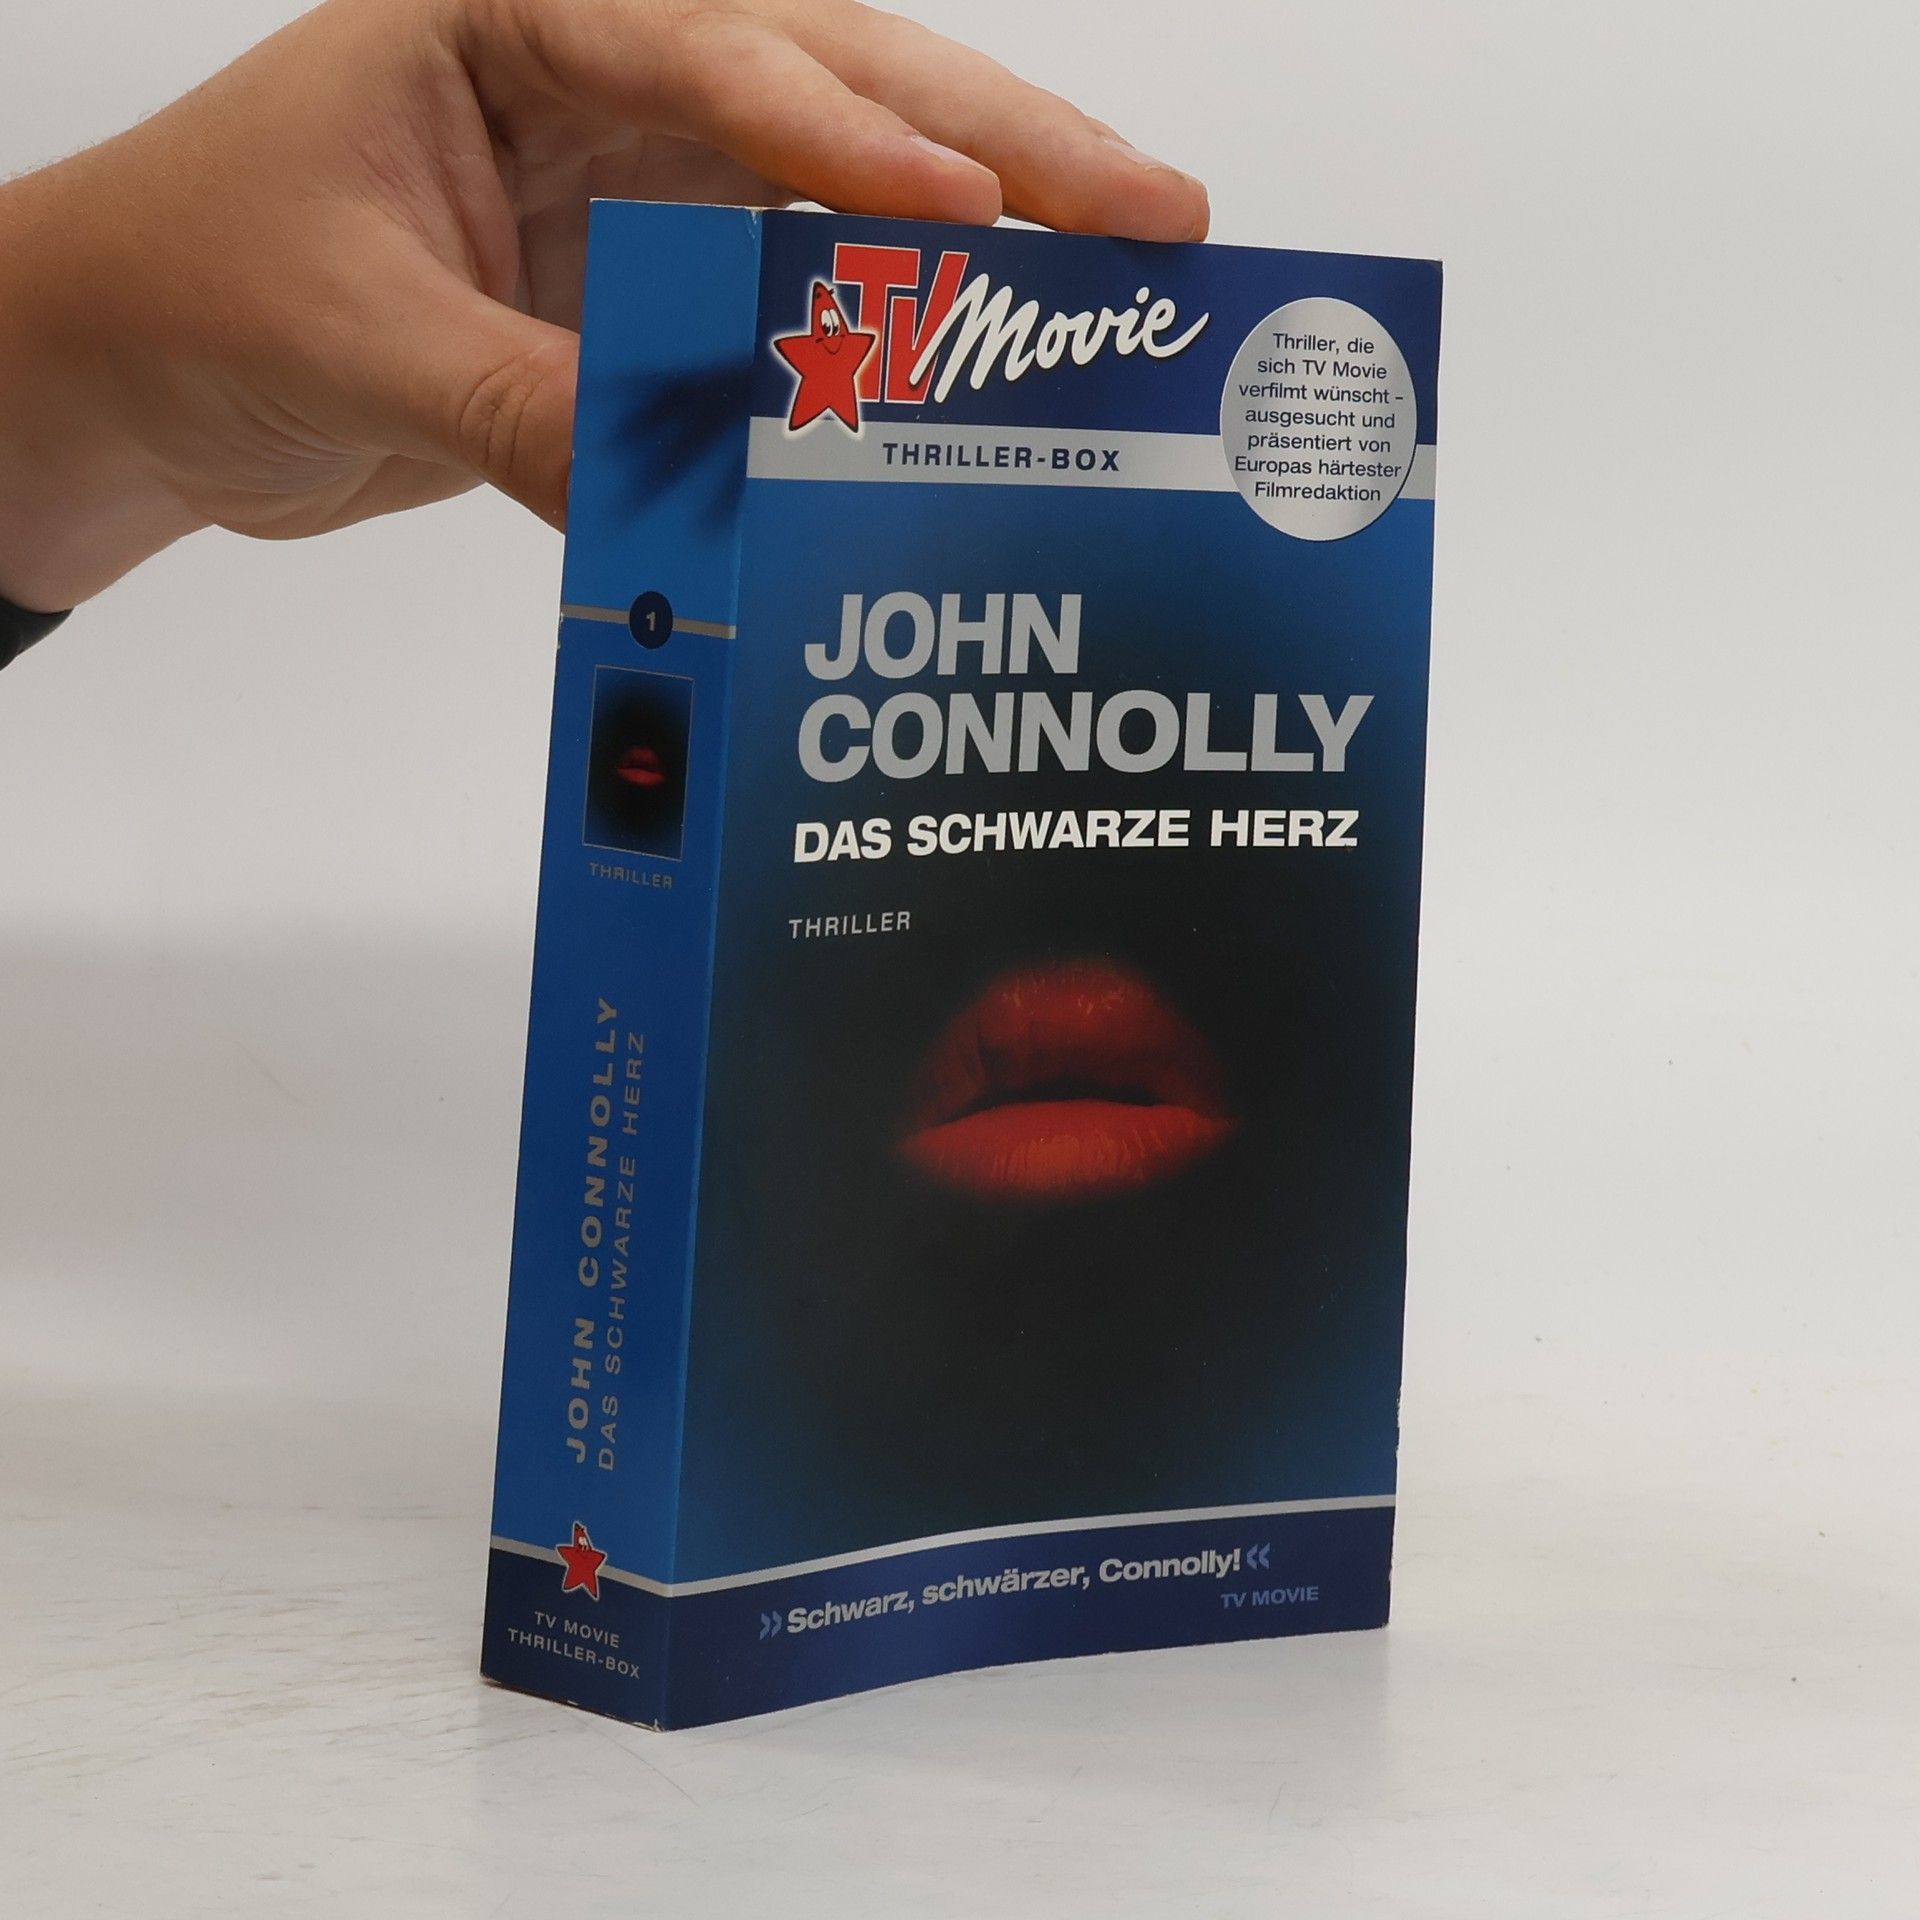 TV Movie
THRILLER-BOX
Thriller, die
sich TV Movie
verfilmt wünscht –
ausgesucht und
präsentiert von
Europas härtester
Filmredaktion
JOHN
CONNOLLY
DAS SCHWARZE HERZ
THRILLER
»Schwarz, schwärzer, Connolly!«
TV MOVIE
1
THRILLER
JOHN CONNOLLY
DAS SCHWARZE HERZ
TV MOVIE
THRILLER-BOX